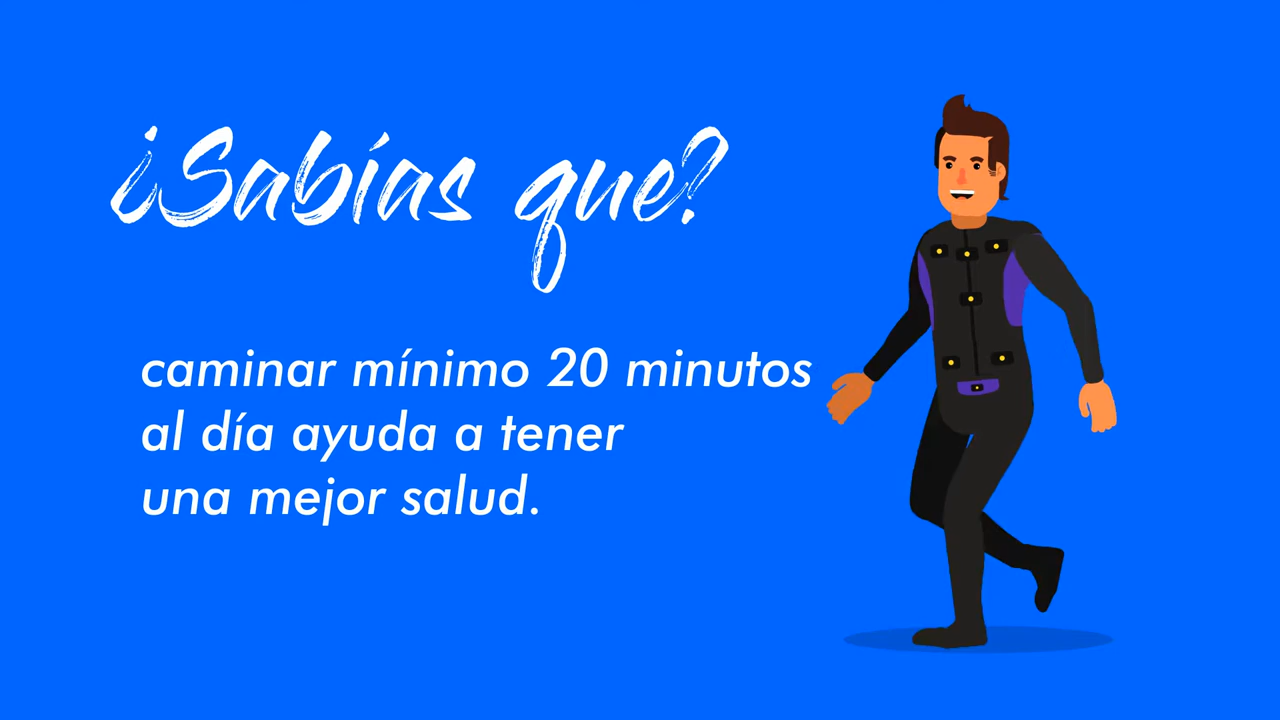 ¿Sabías que?
caminar mínimo 20 minutos
al día ayuda a tener
una mejor salud.